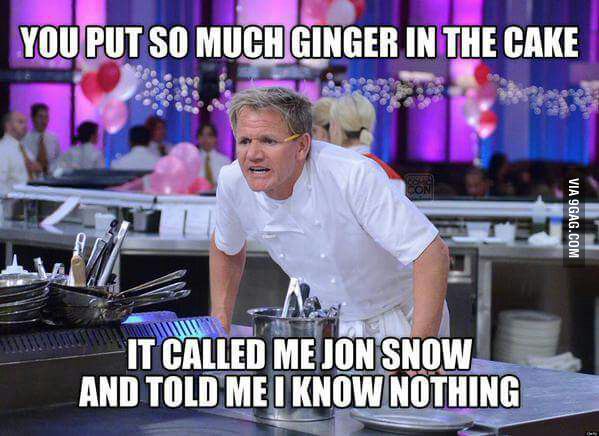 YOU PUT SO MUCH GINGER IN THE CAKE
VIA 9GAG.COM
IT CALLED ME JON SNOW
AND TOLD ME I KNOW NOTHING